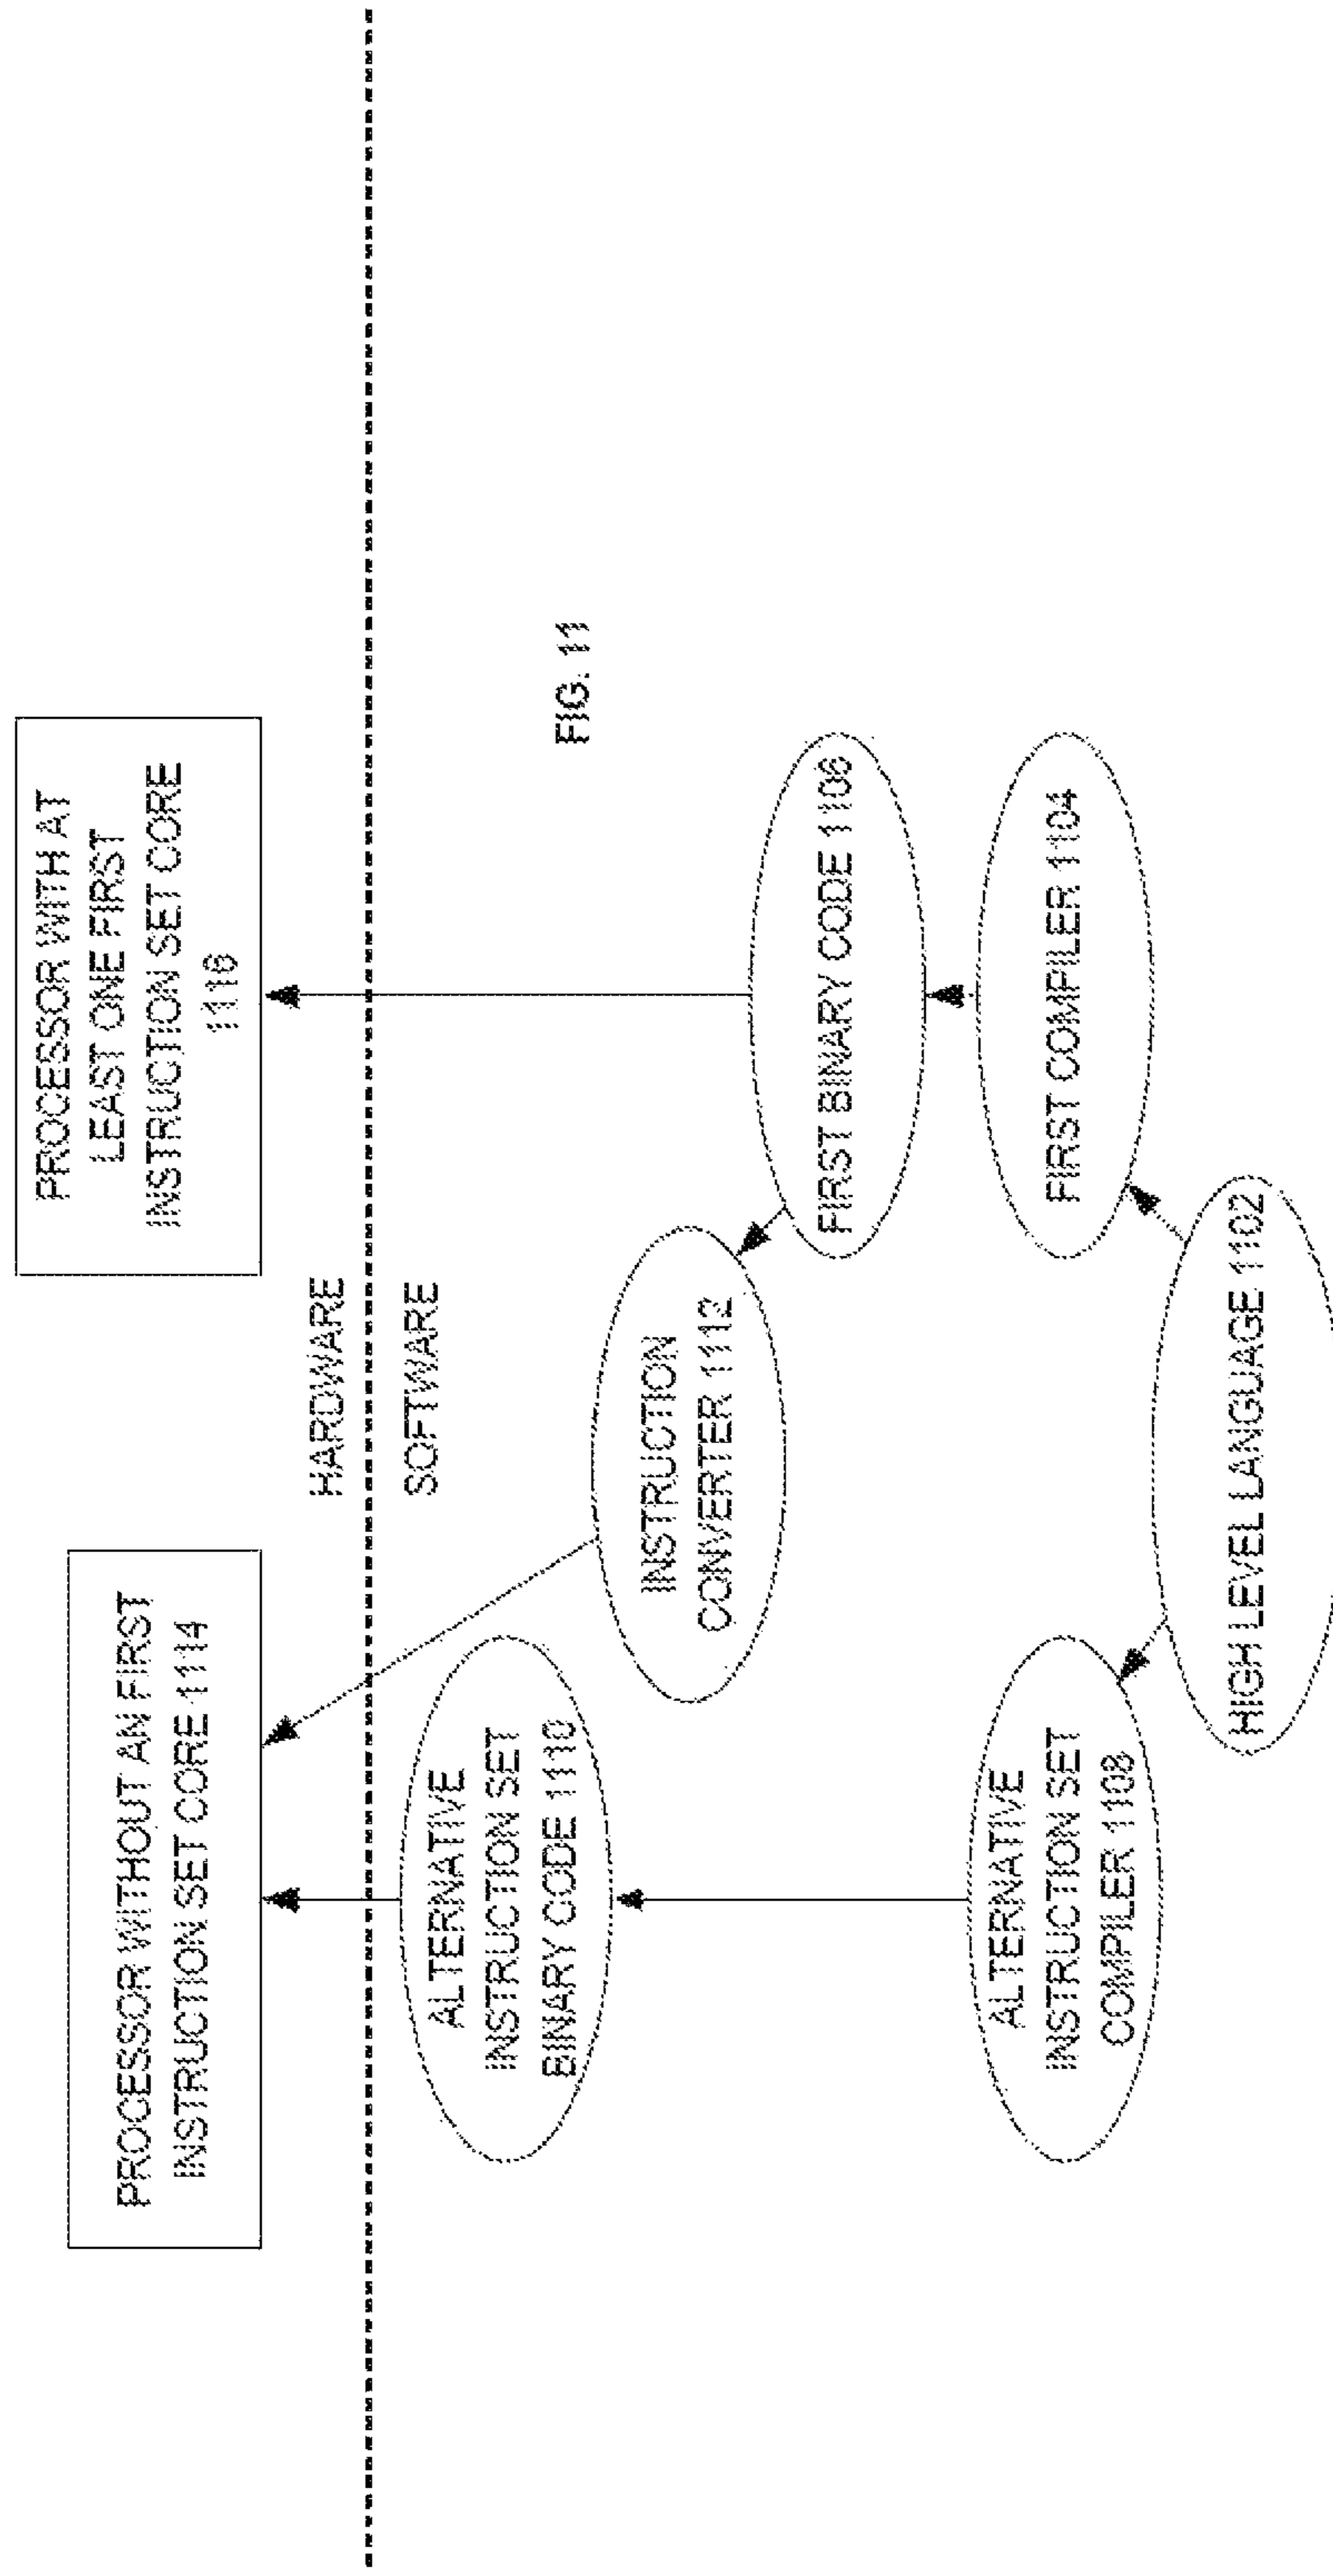 PROCESSOR WITHOUT AN FIRST
INSTRUCTION SET CORE 1114
PROCESSOR WITH AT
LEAST ONE FIRST
INSTRUCTION SET CORE
1116
HARDWARE
SOFTWARE
ALTERNATIVE
INSTRUCTION SET
BINARY CODE 1110
INSTRUCTION
CONVERTER 1112
FIG. 11
FIRST BINARY CODE 1106
ALTERNATIVE
INSTRUCTION SET
COMPILER 1108
FIRST COMPILER 1104
HIGH LEVEL LANGUAGE 1102